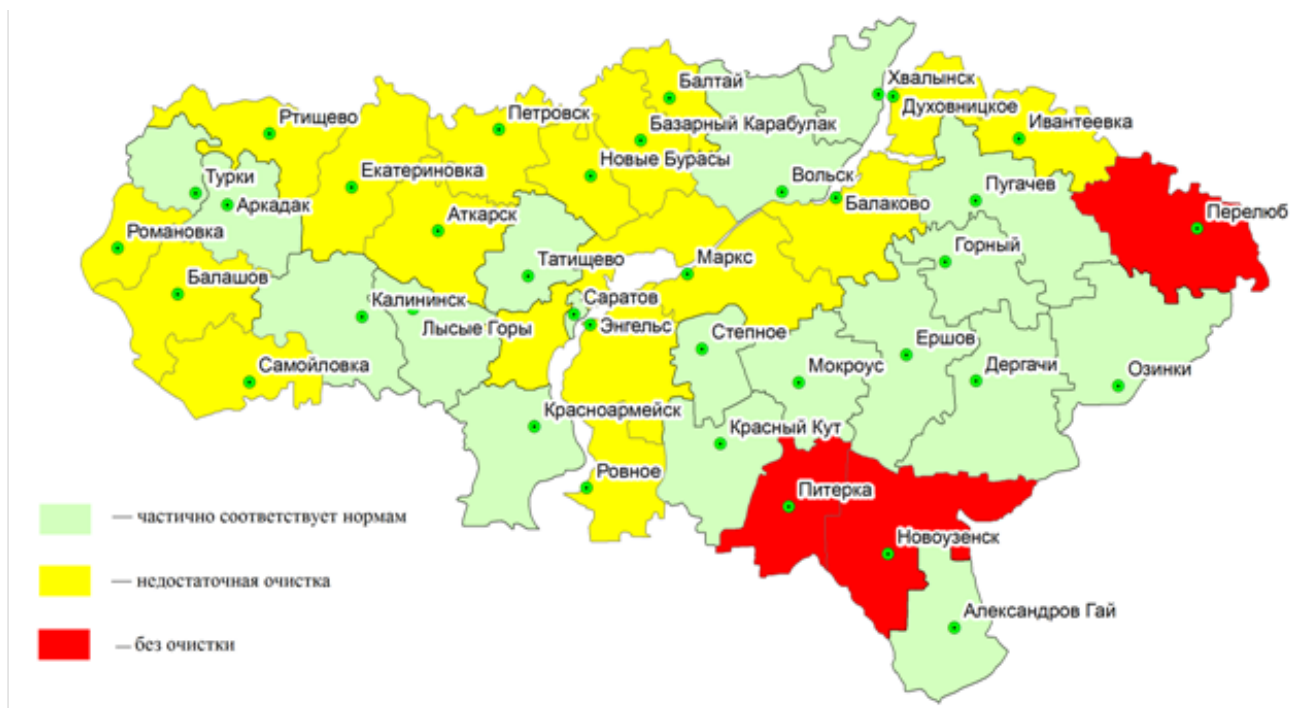 Хвалынск
Балтай
Духовницкое
Петровск
Ртищево
Базарный Карабулак
Ивантеевка
Новые Бурасы
Екатериновка
Турки
Вольск
Пугачев
Балаково
Аркадак
Перелюб
Аткарск
Романовка
Горный
Татищево
Маркс
Балашов
Калининск
Саратов
Лысые Горы
Энгельс
Степное
Ершов
Самойловка
Мокроус
Дергачи
Озинки
Красноармейск
Красный Кут
Ровное
Питерка
— частично соответствует нормам
Новоузенск
— недостаточная очистка
Александров Гай
— без очистки